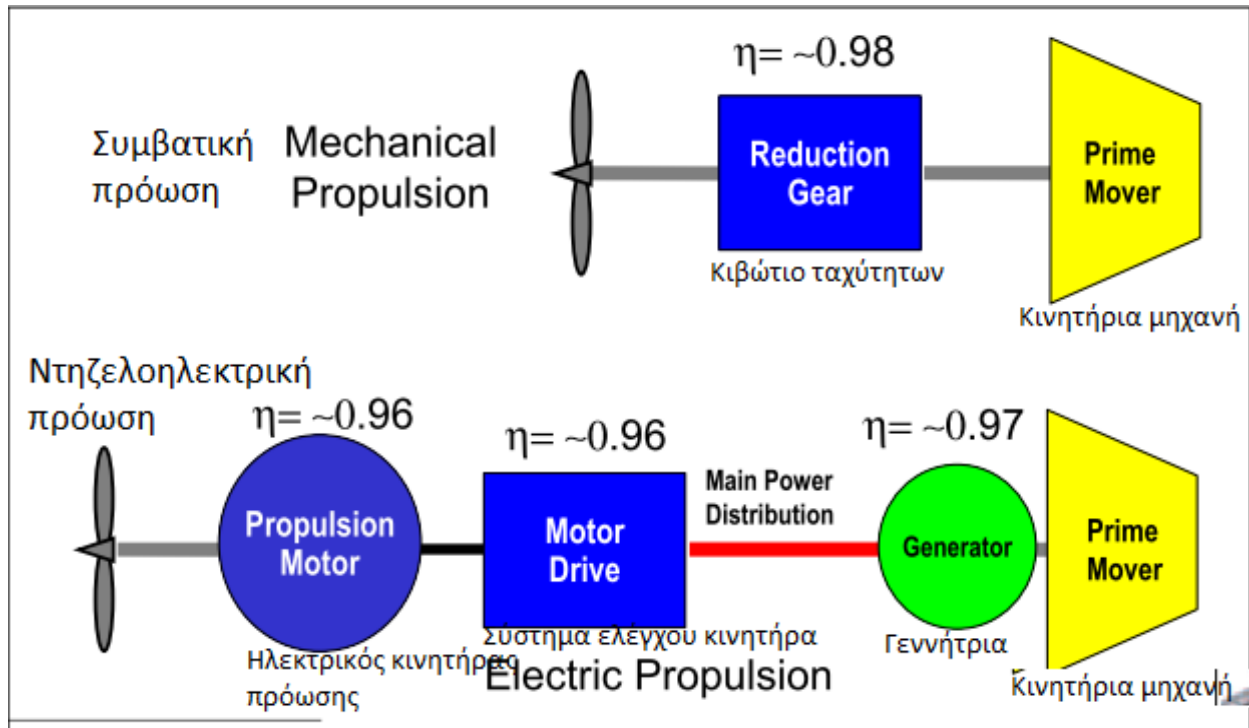 η= ~0.98
Συμβατική
πρόωση
Mechanical
Propulsion
Reduction
Gear
Prime
Mover
Κιβώτιο ταχύτητων
Κινητήρια μηχανή
Ντηζελοηλεκτρική
πρόωση
η= ~0.96
η= ~0.96
η= ~0.97
Main Power
Distribution
Propulsion
Motor
Motor
Drive
Generator
Prime
Mover
Σύστημα ελέγχου κινητήρα
Γεννήτρια
Ηλεκτρικός κινητήρας
πρόωσης
Electric Propulsion
Κινητήρια μηχανή